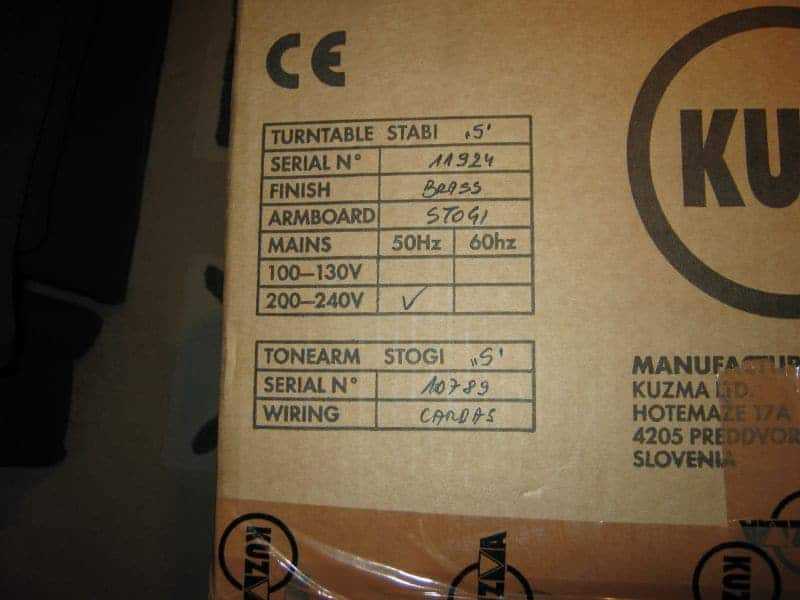 CE
TURNTABLE STABI „S'
SERIAL N° 11924
FINISH BRASS
ARMBOARD STOGI
MAINS 50Hz 60hz
100–130V
200–240V ✓
TONEARM STOGI „S'
SERIAL N° 10789
WIRING CARDAS
KU
MANUFACTUR
KUZMA LTD.
HOTEMAZE 17A
4205 PREDDVOR
SLOVENIA
KUZMA
KUZMA